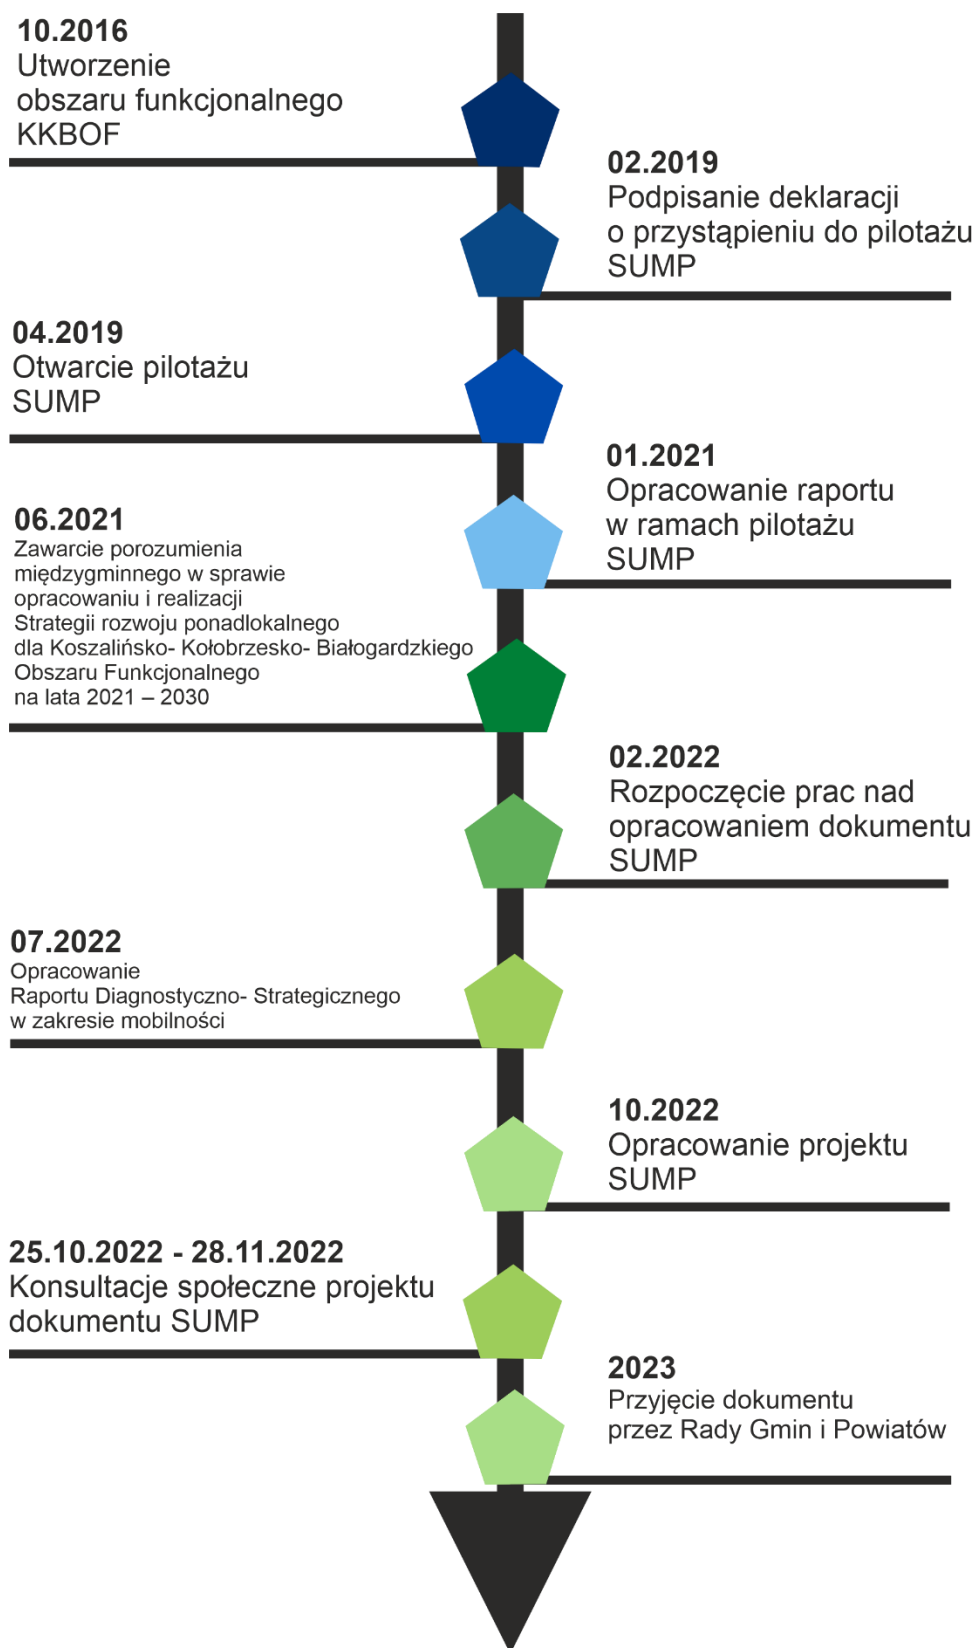 10.2016
Utworzenie
obszaru funkcjonalnego
KKBOF
02.2019
Podpisanie deklaracji
o przystąpieniu do pilotażu
SUMP
04.2019
Otwarcie pilotażu
SUMP
01.2021
Opracowanie raportu
w ramach pilotażu
SUMP
06.2021
Zawarcie porozumienia
międzygminnego w sprawie
opracowaniu i realizacji
Strategii rozwoju ponadlokalnego
dla Koszalińsko- Kołobrzesko- Białogardzkiego
Obszaru Funkcjonalnego
na lata 2021 – 2030
02.2022
Rozpoczęcie prac nad
opracowaniem dokumentu
SUMP
07.2022
Opracowanie
Raportu Diagnostyczno- Strategicznego
w zakresie mobilności
10.2022
Opracowanie projektu
SUMP
25.10.2022 - 28.11.2022
Konsultacje społeczne projektu
dokumentu SUMP
2023
Przyjęcie dokumentu
przez Rady Gmin i Powiatów